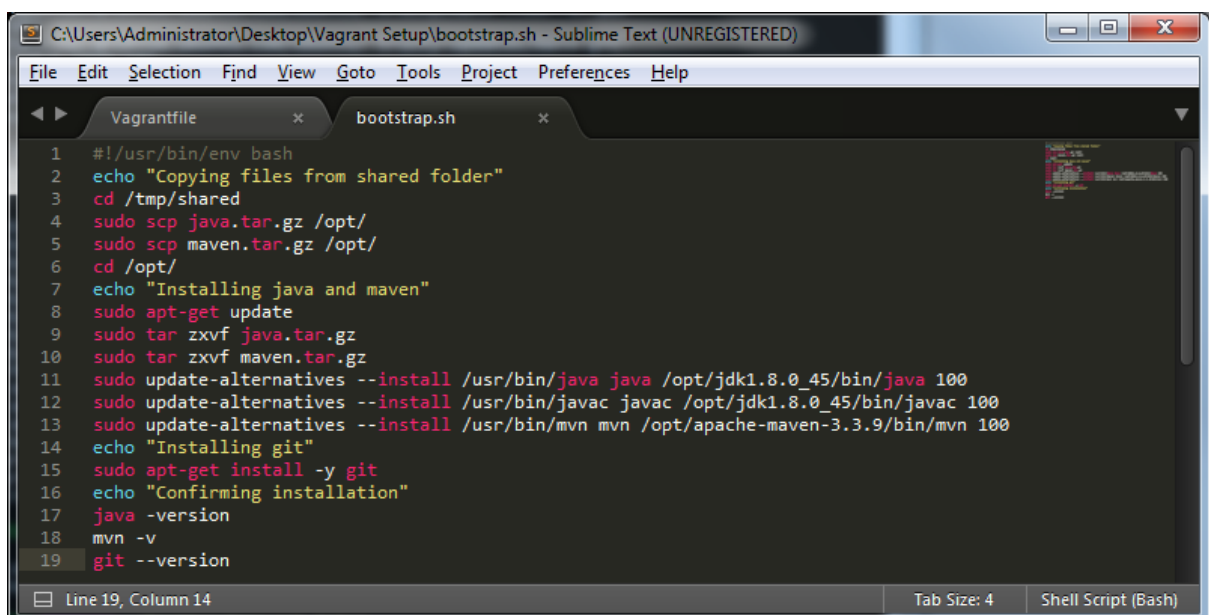 C:\Users\Administrator\Desktop\Vagrant Setup\bootstrap.sh - Sublime Text (UNREGISTERED)
File Edit Selection Find View Goto Tools Project Preferences Help
Vagrantfile × bootstrap.sh ×
1 #!/usr/bin/env bash
2 echo "Copying files from shared folder"
3 cd /tmp/shared
4 sudo scp java.tar.gz /opt/
5 sudo scp maven.tar.gz /opt/
6 cd /opt/
7 echo "Installing java and maven"
8 sudo apt-get update
9 sudo tar zxvf java.tar.gz
10 sudo tar zxvf maven.tar.gz
11 sudo update-alternatives --install /usr/bin/java java /opt/jdk1.8.0_45/bin/java 100
12 sudo update-alternatives --install /usr/bin/javac javac /opt/jdk1.8.0_45/bin/javac 100
13 sudo update-alternatives --install /usr/bin/mvn mvn /opt/apache-maven-3.3.9/bin/mvn 100
14 echo "Installing git"
15 sudo apt-get install -y git
16 echo "Confirming installation"
17 java -version
18 mvn -v
19 git --version
Line 19, Column 14 Tab Size: 4 Shell Script (Bash)